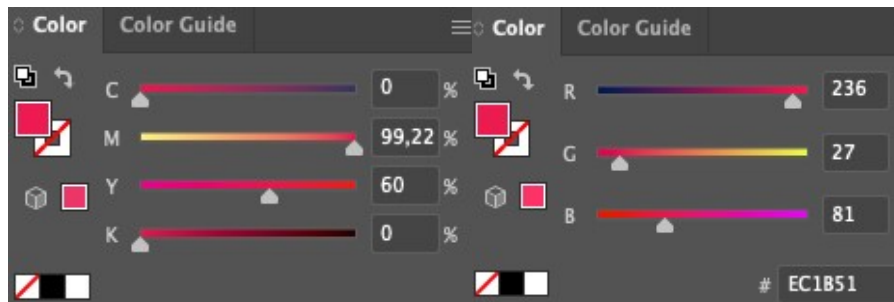 Color Color Guide
C 0 %
M 99,22 %
Y 60 %
K 0 %
Color Color Guide
R 236
G 27
B 81
# EC1B51